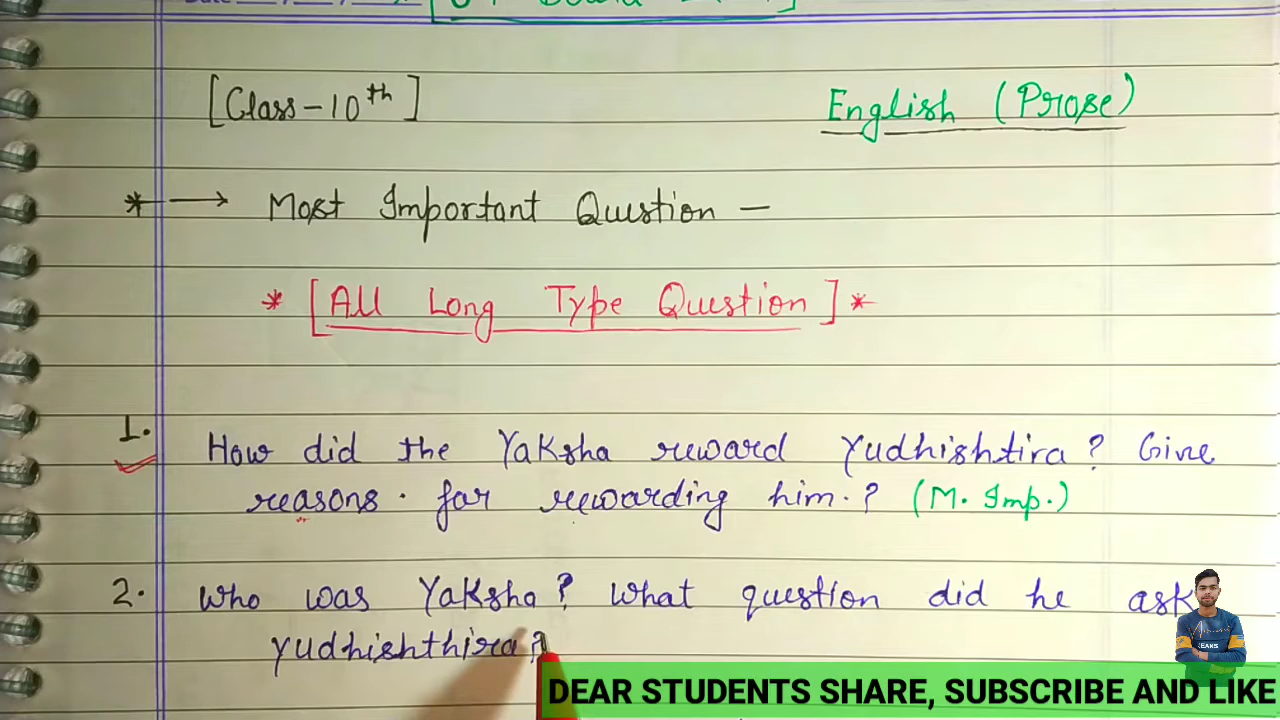 [Class-10th]
English (Prose)
* → Most Important Question -
* [All Long Type Question] *
1. How did the Yaksha reward Yudhishtira? Give
reasons. for rewarding him.? (M. Imp.)
2. Who was Yaksha? What question did he ask
Yudhishthira?
DEAR STUDENTS SHARE, SUBSCRIBE AND LIKE